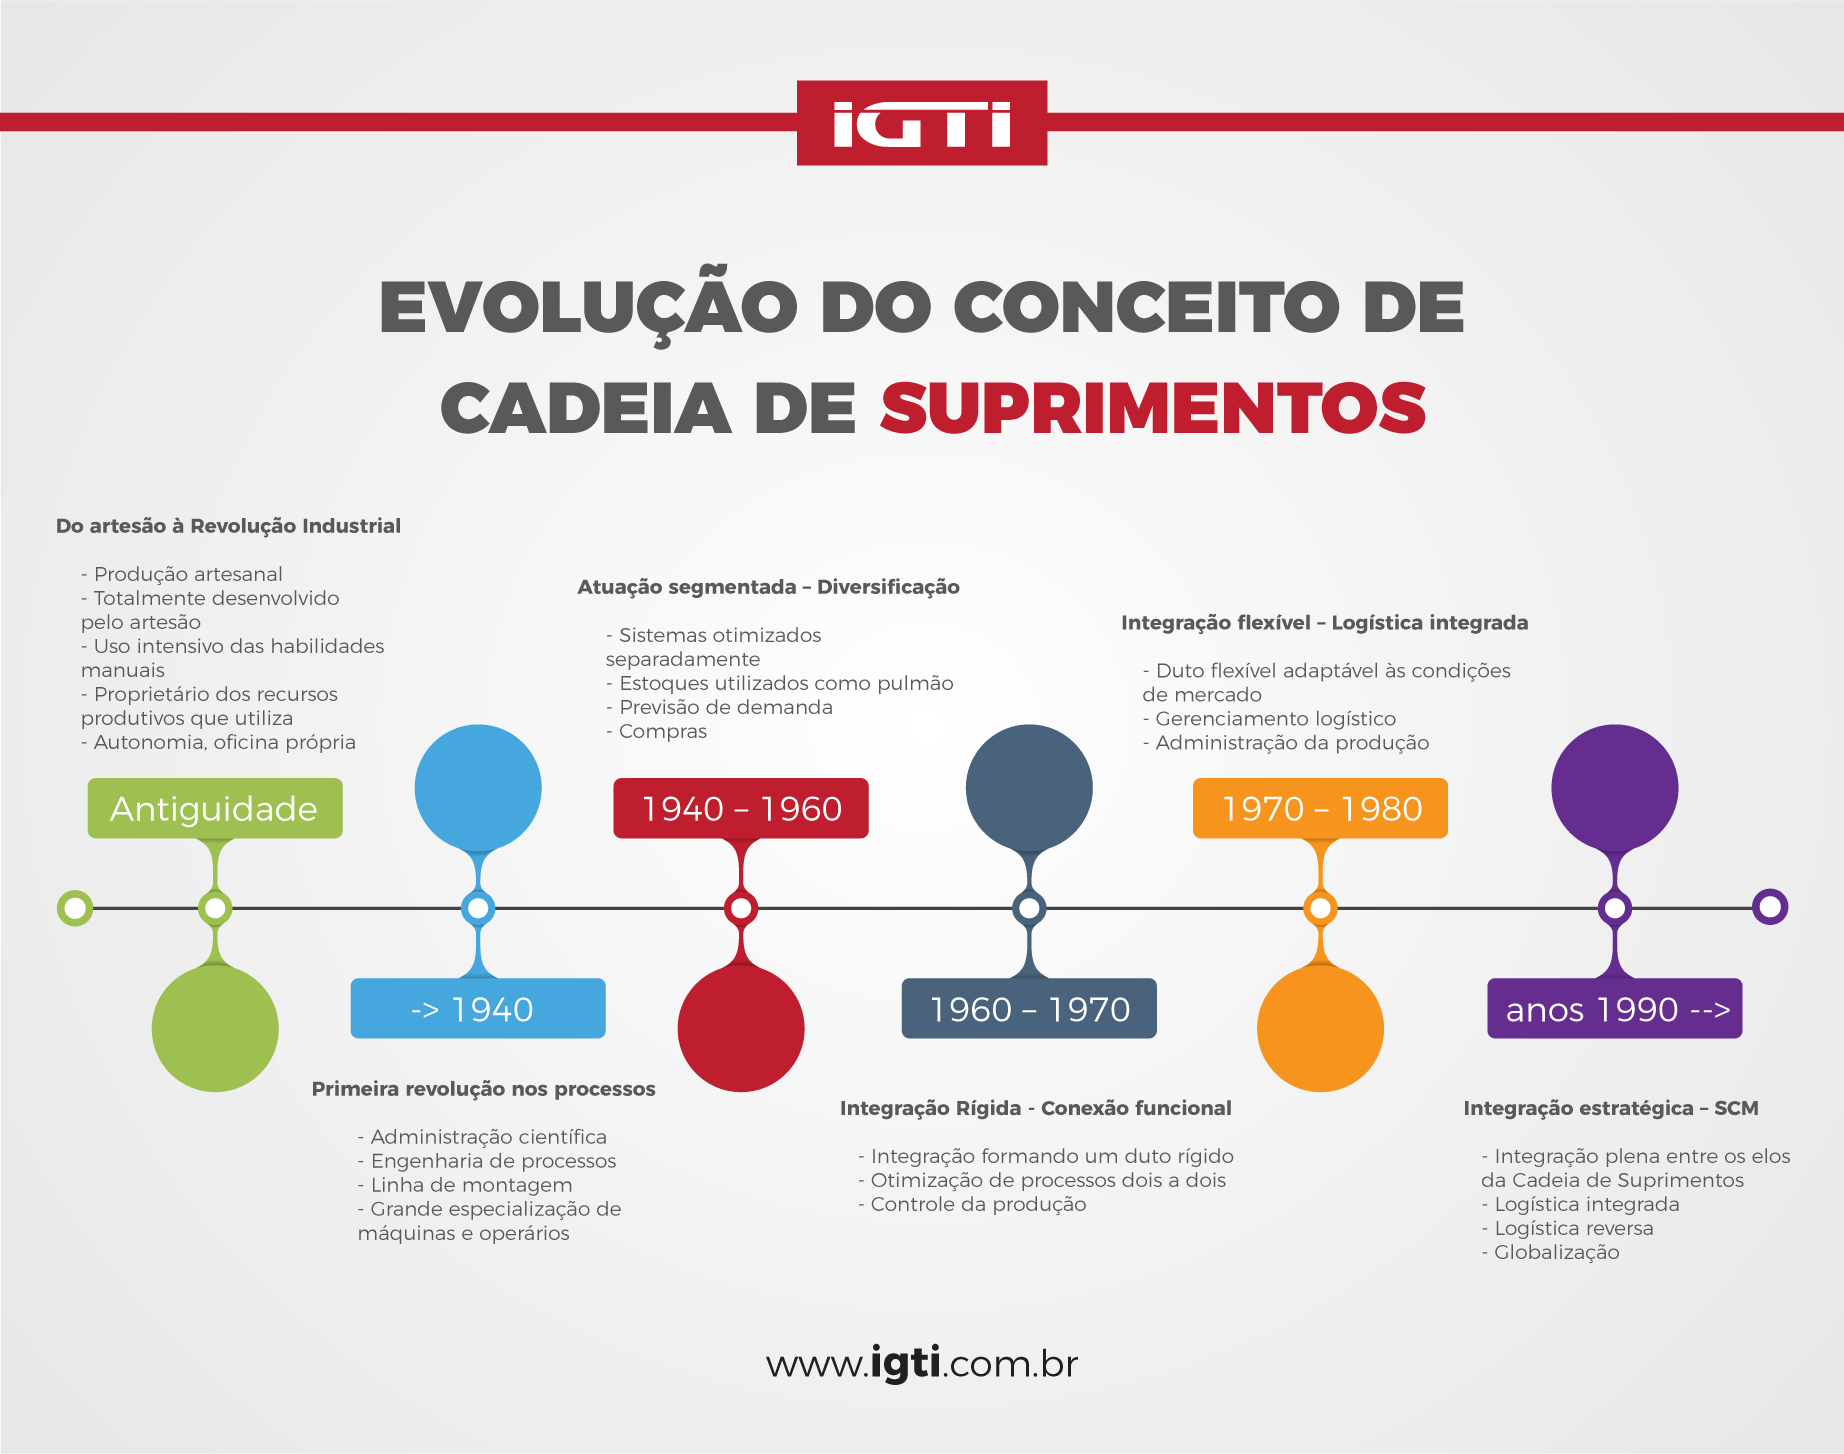 iGTi
EVOLUÇÃO DO CONCEITO DE
CADEIA DE SUPRIMENTOS
Do artesão à Revolução Industrial
- Produção artesanal
- Totalmente desenvolvido
pelo artesão
- Uso intensivo das habilidades
manuais
- Proprietário dos recursos
produtivos que utiliza
- Autonomia, oficina própria
Antiguidade
-> 1940
Primeira revolução nos processos
- Administração científica
- Engenharia de processos
- Linha de montagem
- Grande especialização de
máquinas e operários
Atuação segmentada – Diversificação
- Sistemas otimizados
separadamente
- Estoques utilizados como pulmão
- Previsão de demanda
- Compras
1940 – 1960
1960 – 1970
Integração Rígida - Conexão funcional
- Integração formando um duto rígido
- Otimização de processos dois a dois
- Controle da produção
Integração flexível – Logística integrada
- Duto flexível adaptável às condições
de mercado
- Gerenciamento logístico
- Administração da produção
1970 – 1980
anos 1990 -->
Integração estratégica – SCM
- Integração plena entre os elos
da Cadeia de Suprimentos
- Logística integrada
- Logística reversa
- Globalização
www.igti.com.br